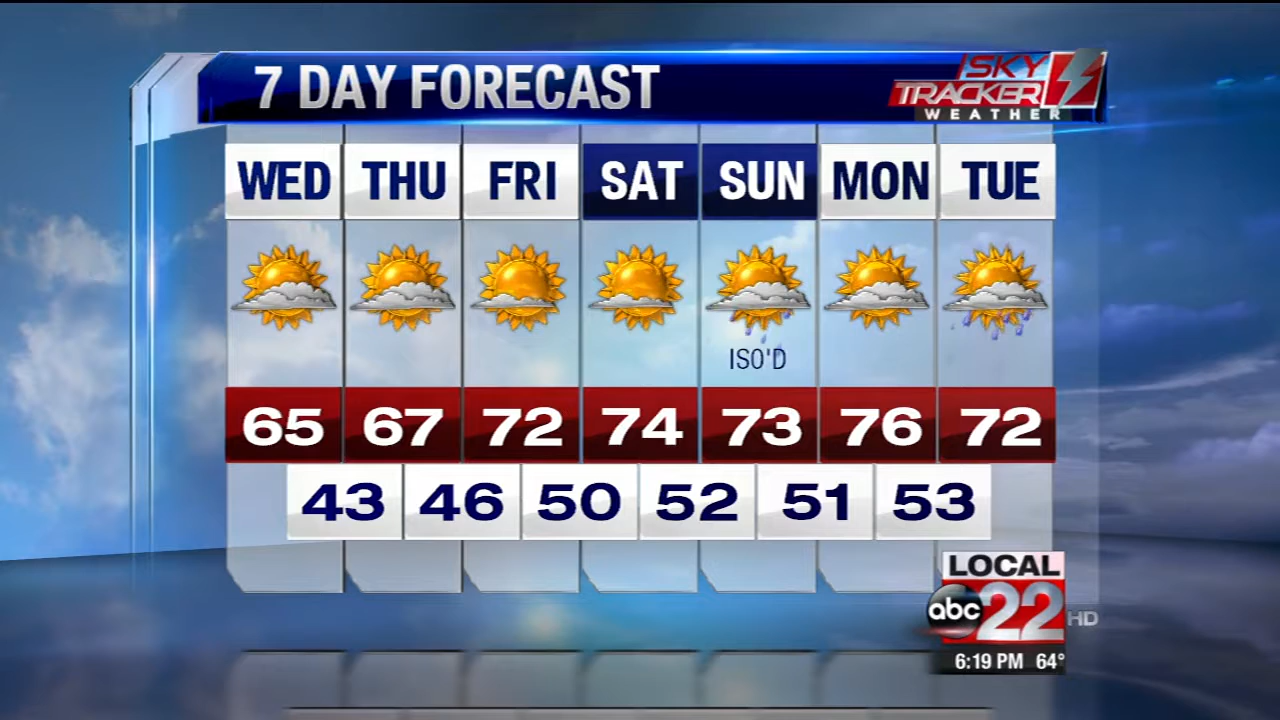 7 DAY FORECAST
SKY
TRACKER
WEATHER
WED THU FRI SAT SUN MON TUE
ISO'D
65 67 72 74 73 76 72
43 46 50 52 51 53
LOCAL
abc 22 HD
6:19 PM 64°